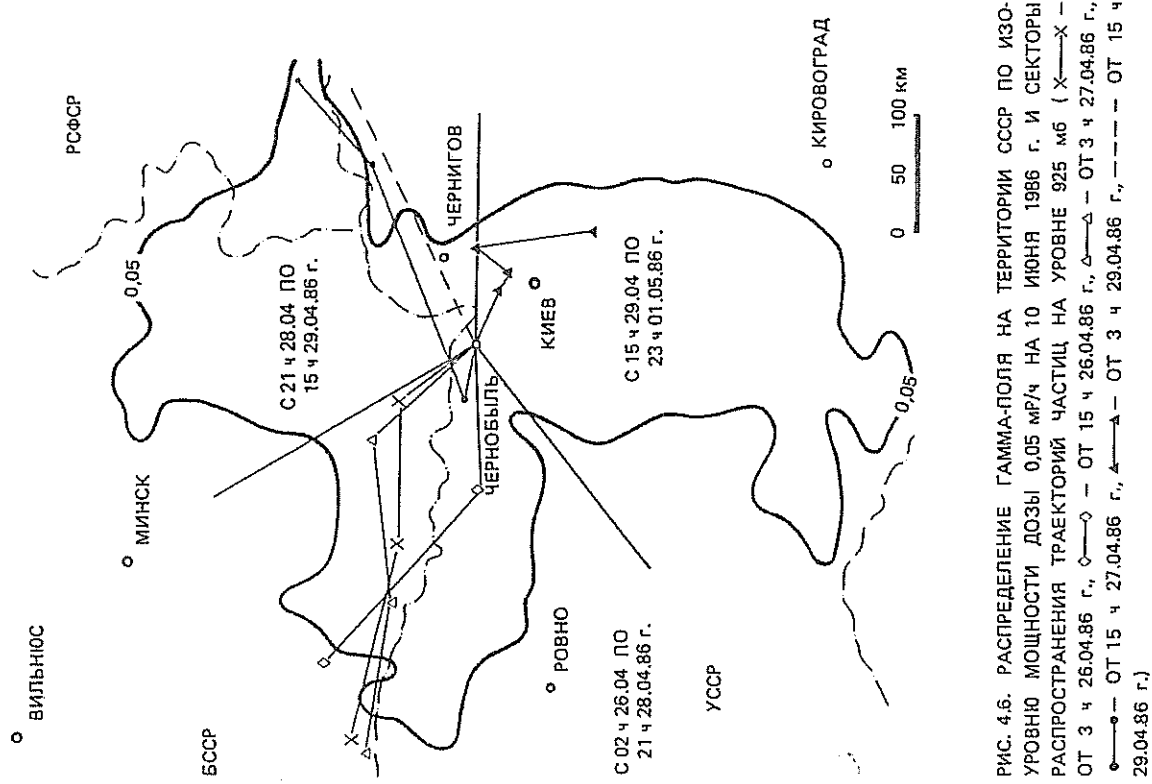 ВИЛЬНЮС
МИНСК
РСФСР
БССР
0,05
С 21 ч 28.04 ПО
15 ч 29.04.86 г.
ЧЕРНИГОВ
ЧЕРНОБЫЛЬ
КИЕВ
С 02 ч 26.04 ПО
21 ч 28.04.86 г.
РОВНО
С 15 ч 29.04 ПО
23 ч 01.05.86 г.
УССР
КИРОВОГРАД
0,05
0 50 100 км
РИС. 4.6. РАСПРЕДЕЛЕНИЕ ГАММА-ПОЛЯ НА ТЕРРИТОРИИ СССР ПО ИЗО-
УРОВНЮ МОЩНОСТИ ДОЗЫ 0,05 мР/ч НА 10 ИЮНЯ 1986 г. И СЕКТОРЫ
РАСПРОСТРАНЕНИЯ ТРАЕКТОРИЙ ЧАСТИЦ НА УРОВНЕ 925 мб (×——× –
ОТ 3 ч 26.04.86 г., ◇——◇ – ОТ 15 ч 26.04.86 г., △——△ – ОТ 3 ч 27.04.86 г.,
●——● – ОТ 15 ч 27.04.86 г., ▲——▲ – ОТ 3 ч 29.04.86 г., – – – – ОТ 15 ч
29.04.86 г.)